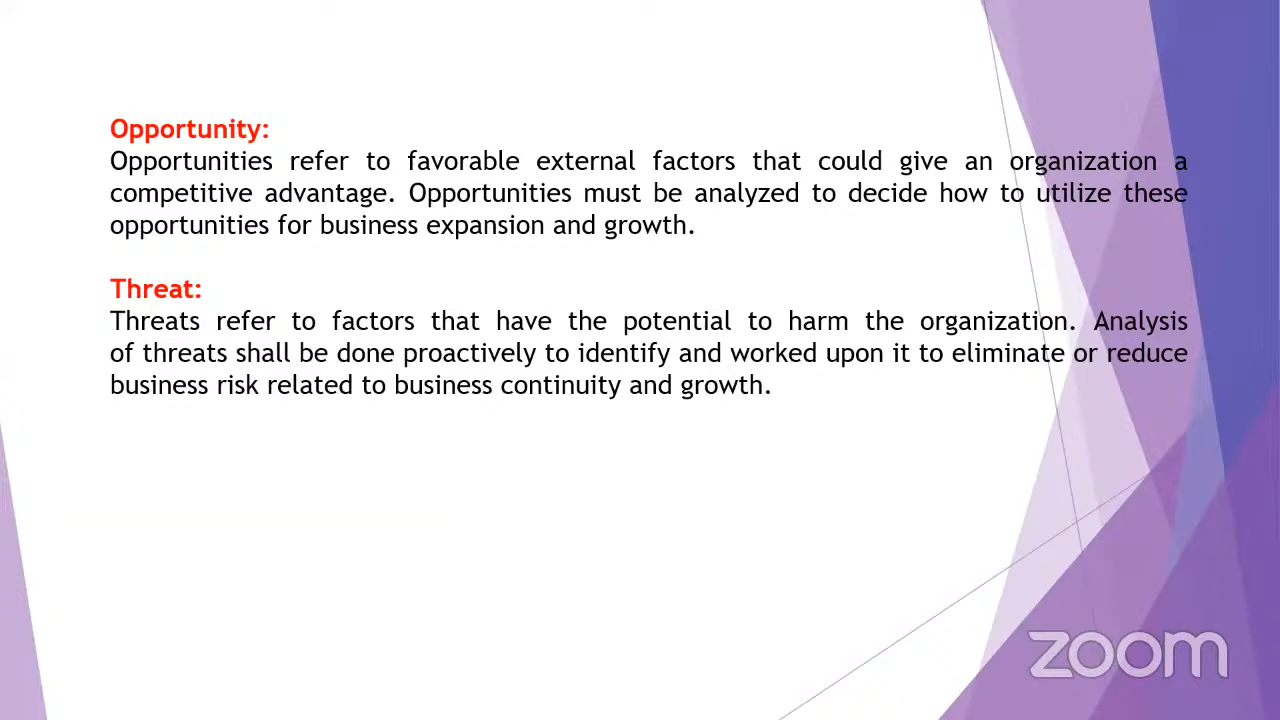 Opportunity:
Opportunities refer to favorable external factors that could give an organization a
competitive advantage. Opportunities must be analyzed to decide how to utilize these
opportunities for business expansion and growth.
Threat:
Threats refer to factors that have the potential to harm the organization. Analysis
of threats shall be done proactively to identify and worked upon it to eliminate or reduce
business risk related to business continuity and growth.
zoom